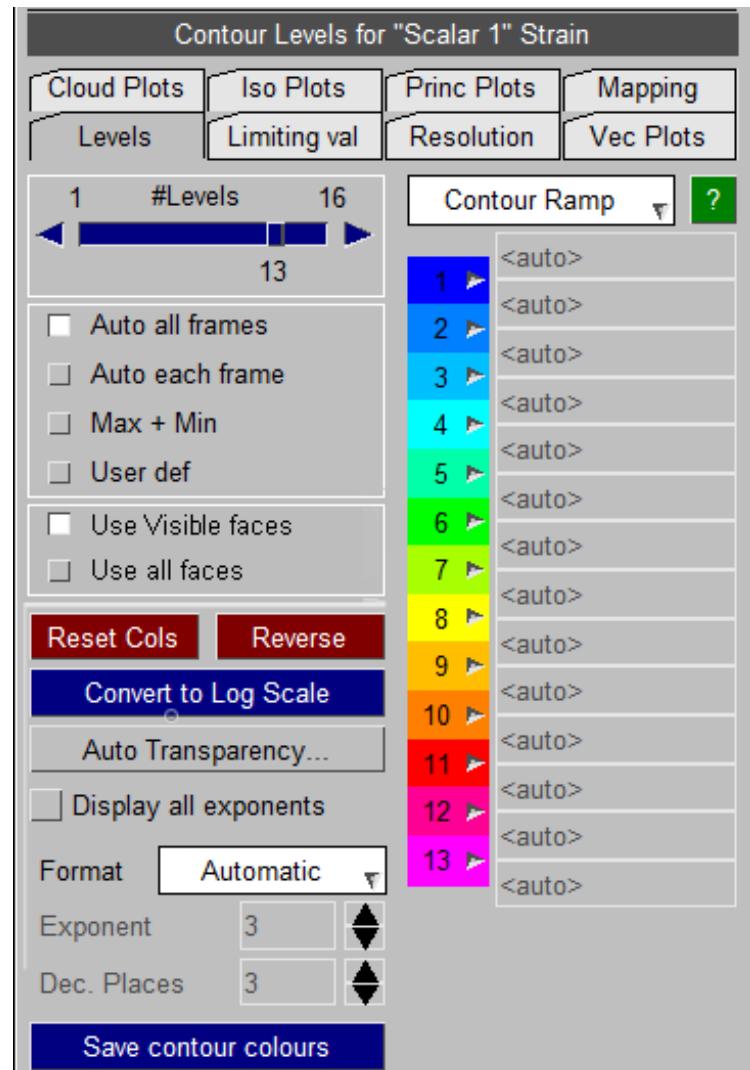 Contour Levels for "Scalar 1" Strain
Cloud Plots Iso Plots Princ Plots Mapping
Levels Limiting val Resolution Vec Plots
1 #Levels 16
13
Auto all frames
Auto each frame
Max + Min
User def
Use Visible faces
Use all faces
Reset Cols Reverse
Convert to Log Scale
Auto Transparency...
Display all exponents
Format Automatic
Exponent 3
Dec. Places 3
Save contour colours
Contour Ramp ?
<auto>
1
<auto>
2
<auto>
3
<auto>
4
<auto>
5
<auto>
6
<auto>
7
<auto>
8
<auto>
9
<auto>
10
<auto>
11
<auto>
12
<auto>
13
<auto>